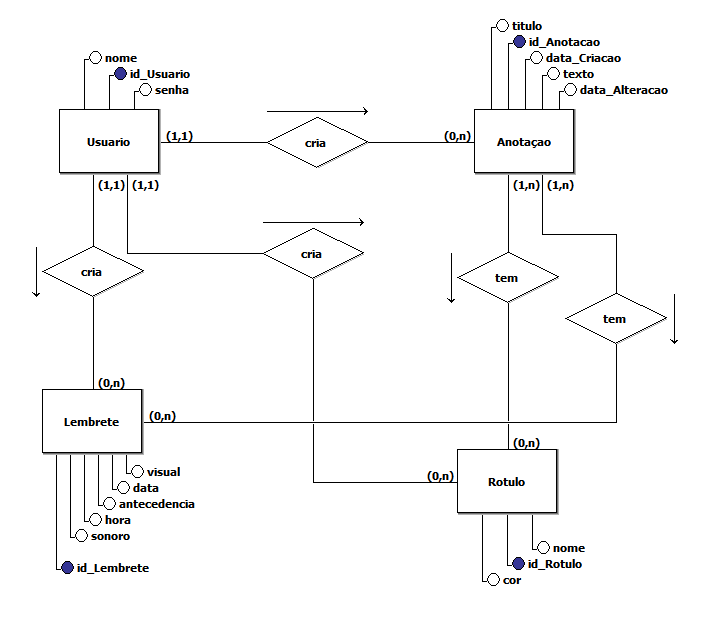 titulo
id_Anotacao
data_Criacao
texto
data_Alteracao
nome
id_Usuario
senha
Usuario
(1,1)
cria
(0,n)
Anotaçao
(1,1)
(1,1)
(1,n)
(1,n)
cria
cria
tem
tem
(0,n)
Lembrete
(0,n)
(0,n)
(0,n)
Rotulo
visual
data
antecedencia
hora
sonoro
id_Lembrete
nome
id_Rotulo
cor